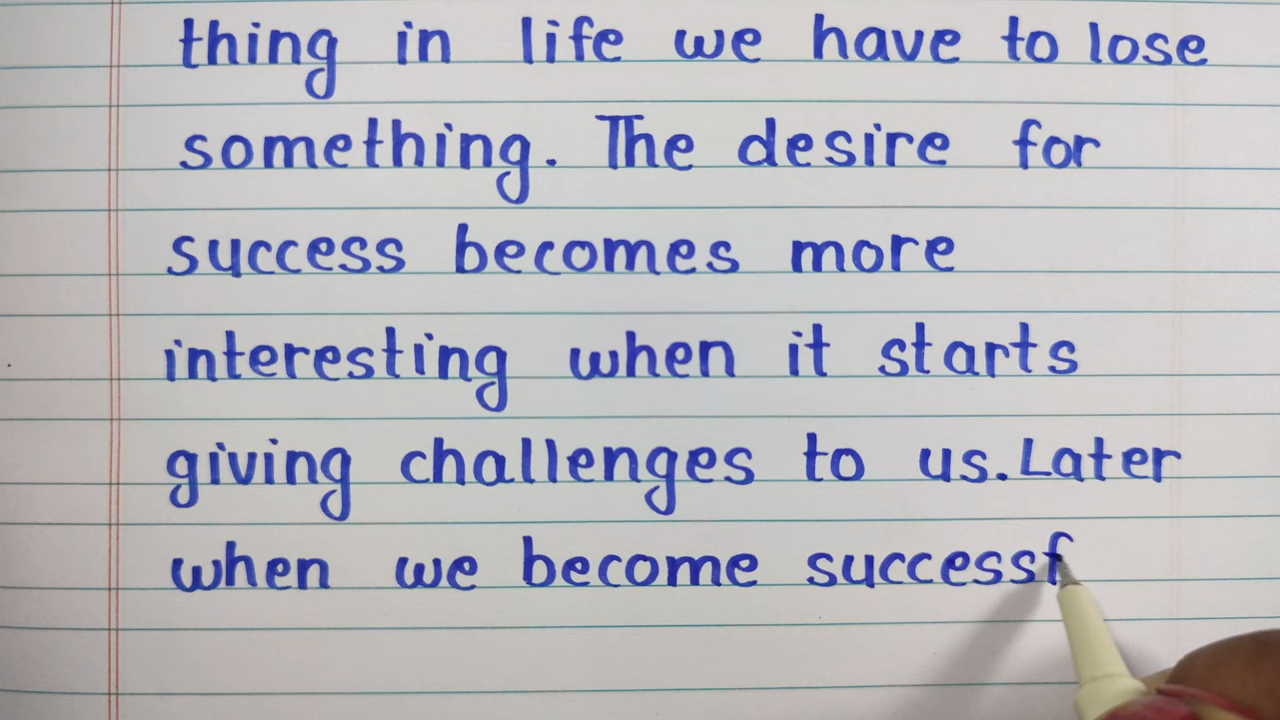 thing in life we have to lose
something. The desire for
success becomes more
interesting when it starts
giving challenges to us. Later
when we become successf